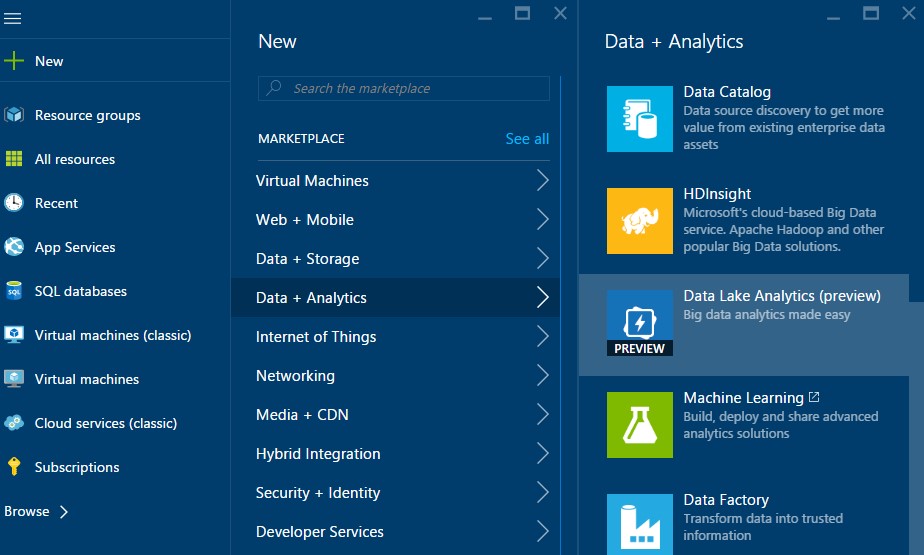 New
Resource groups
All resources
Recent
App Services
SQL
SQL databases
Virtual machines (classic)
Virtual machines
Cloud services (classic)
Subscriptions
Browse
New
Search the marketplace
MARKETPLACE
See all
Virtual Machines
Web + Mobile
Data + Storage
Data + Analytics
Internet of Things
Networking
Media + CDN
Hybrid Integration
Security + Identity
Developer Services
Data + Analytics
Data Catalog
Data source discovery to get more
value from existing enterprise data
assets
HDInsight
Microsoft's cloud-based Big Data
service. Apache Hadoop and other
popular Big Data solutions.
PREVIEW
Data Lake Analytics (preview)
Big data analytics made easy
Machine Learning
Build, deploy and share advanced
analytics solutions
Data Factory
Transform data into trusted
information